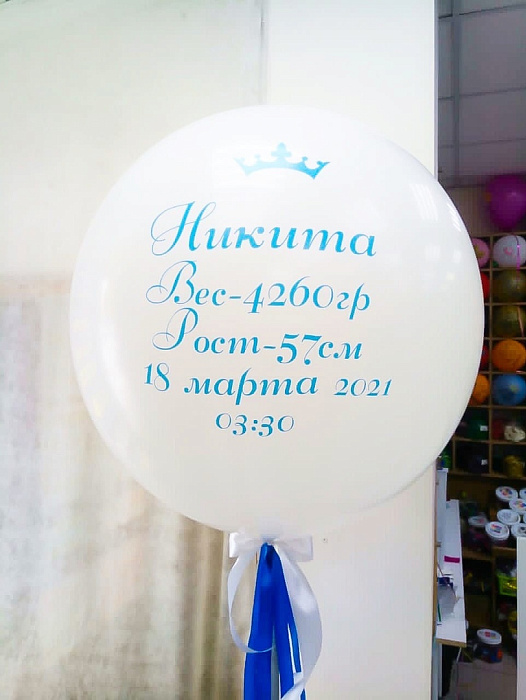 Никита
Вес-4260гр
Рост-57см
18 марта 2021
03:30